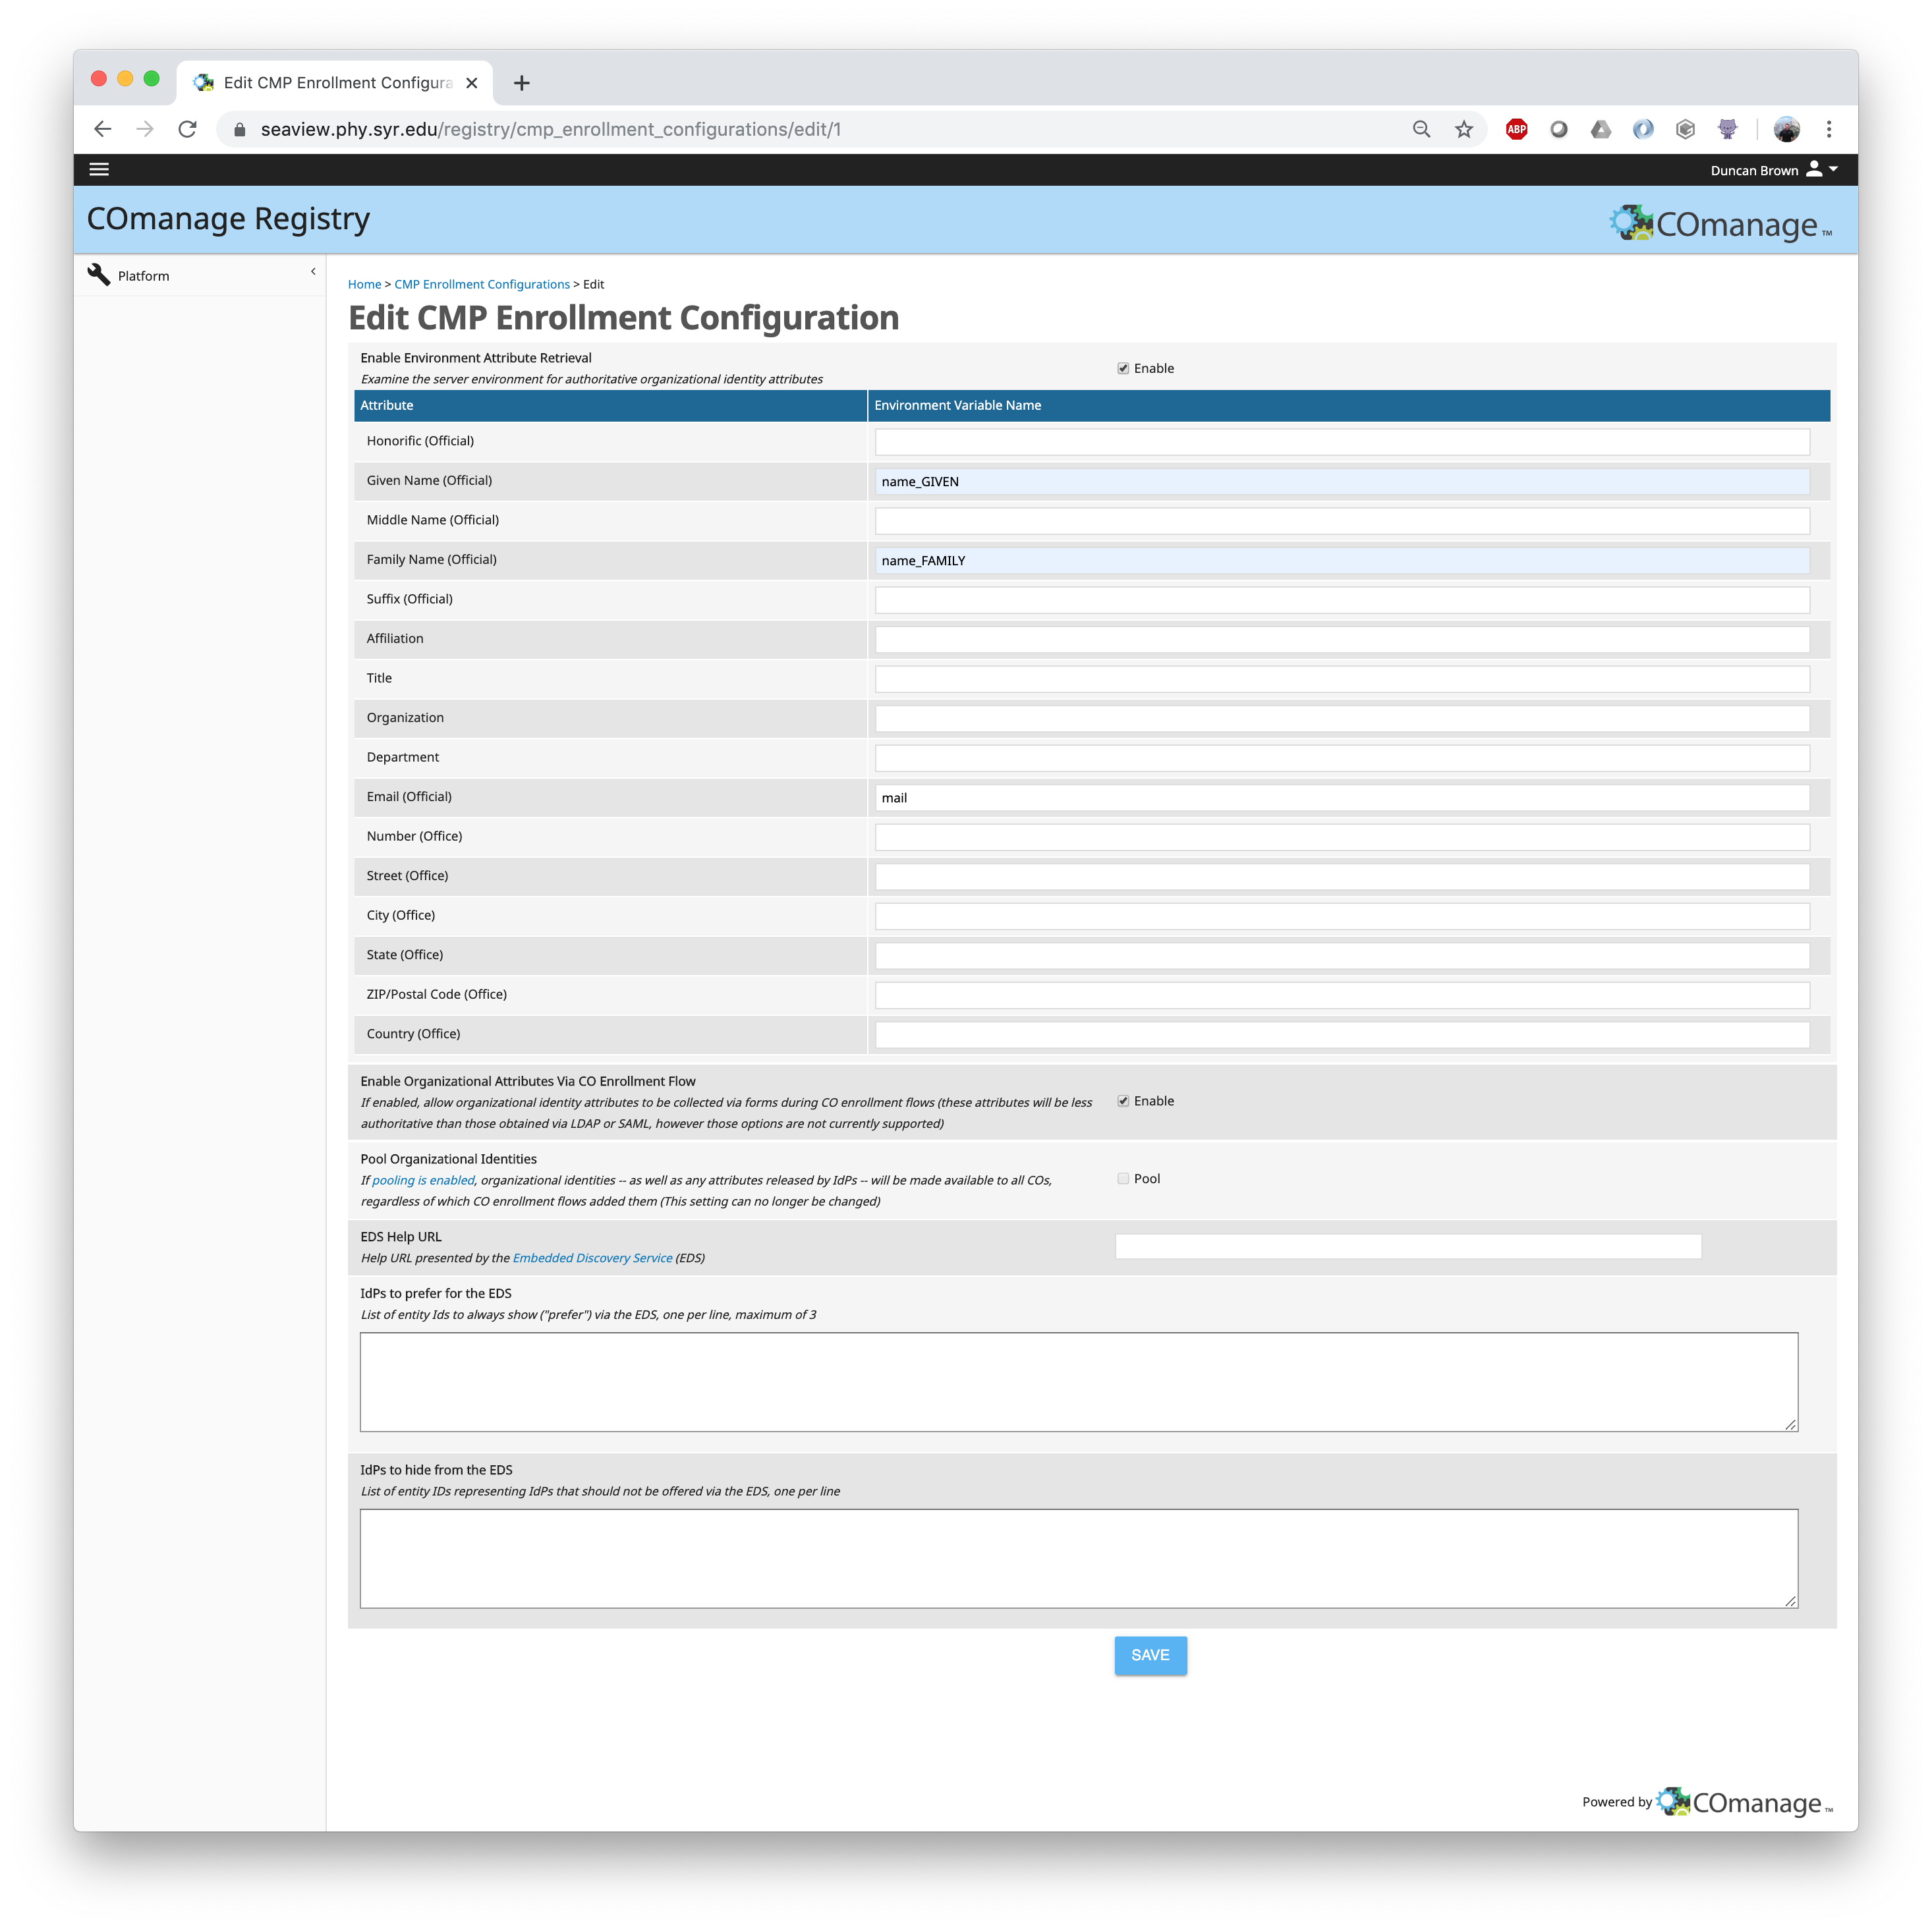 Edit CMP Enrollment Configura
seaview.phy.syr.edu/registry/cmp_enrollment_configurations/edit/1
ABP
Duncan Brown
COmanage Registry
COmanage TM
Platform
Home > CMP Enrollment Configurations > Edit
Edit CMP Enrollment Configuration
Enable Environment Attribute Retrieval
Examine the server environment for authoritative organizational identity attributes
Enable
Attribute Environment Variable Name
Honorific (Official)
Given Name (Official) name_GIVEN
Middle Name (Official)
Family Name (Official) name_FAMILY
Suffix (Official)
Affiliation
Title
Organization
Department
Email (Official) mail
Number (Office)
Street (Office)
City (Office)
State (Office)
ZIP/Postal Code (Office)
Country (Office)
Enable Organizational Attributes Via CO Enrollment Flow
If enabled, allow organizational identity attributes to be collected via forms during CO enrollment flows (these attributes will be less
authoritative than those obtained via LDAP or SAML, however those options are not currently supported)
Enable
Pool Organizational Identities
If pooling is enabled, organizational identities -- as well as any attributes released by IdPs -- will be made available to all COs,
regardless of which CO enrollment flows added them (This setting can no longer be changed)
Pool
EDS Help URL
Help URL presented by the Embedded Discovery Service (EDS)
IdPs to prefer for the EDS
List of entity Ids to always show ("prefer") via the EDS, one per line, maximum of 3
IdPs to hide from the EDS
List of entity IDs representing IdPs that should not be offered via the EDS, one per line
SAVE
Powered by COmanage TM